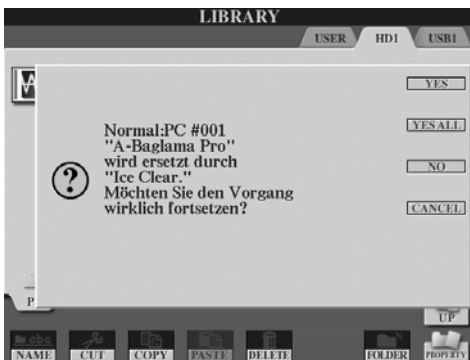 LIBRARY
USER HD1 USB1
YES
Normal:PC #001
"A-Baglama Pro"
wird ersetzt durch
"Ice Clear."
Möchten Sie den Vorgang
wirklich fortsetzen?
YES ALL
NO
CANCEL
P
UP
NAME CUT COPY PASTE DELETE FOLDER PROPERTY